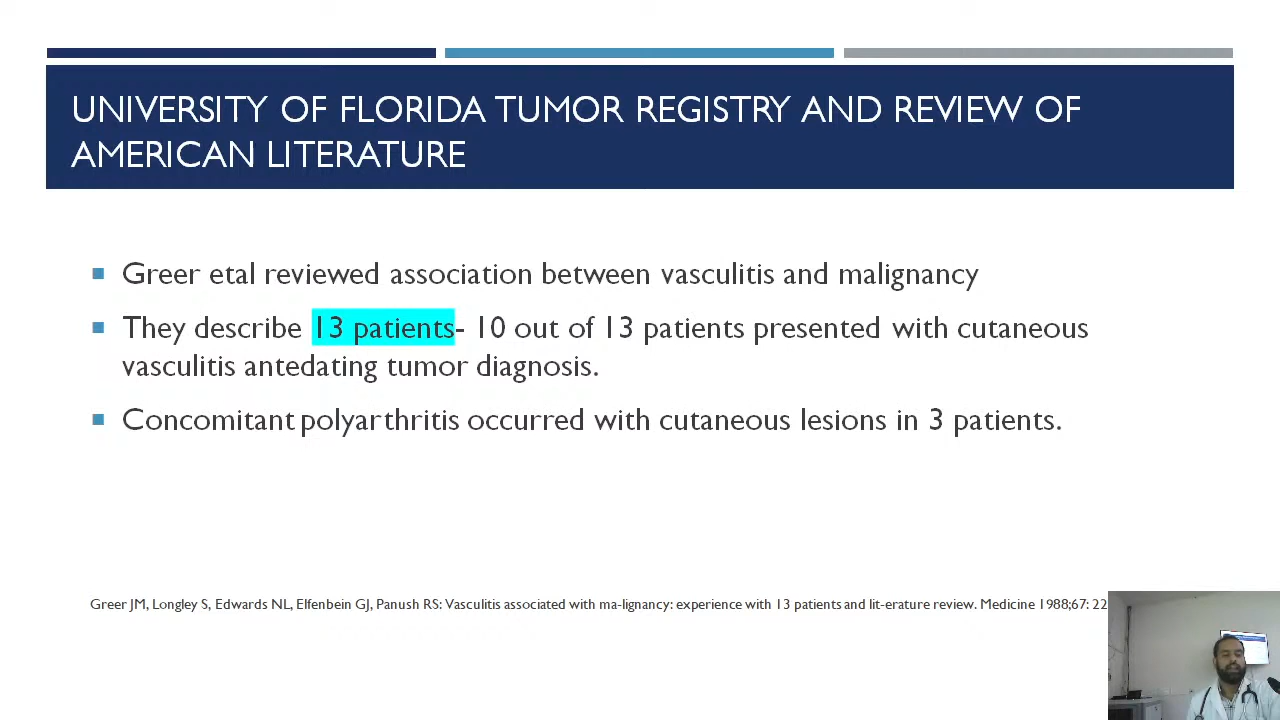 UNIVERSITY OF FLORIDA TUMOR REGISTRY AND REVIEW OF
AMERICAN LITERATURE
Greer etal reviewed association between vasculitis and malignancy
They describe 13 patients- 10 out of 13 patients presented with cutaneous
vasculitis antedating tumor diagnosis.
Concomitant polyarthritis occurred with cutaneous lesions in 3 patients.
Greer JM, Longley S, Edwards NL, Elfenbein GJ, Panush RS: Vasculitis associated with ma-lignancy: experience with 13 patients and lit-erature review. Medicine 1988;67: 22